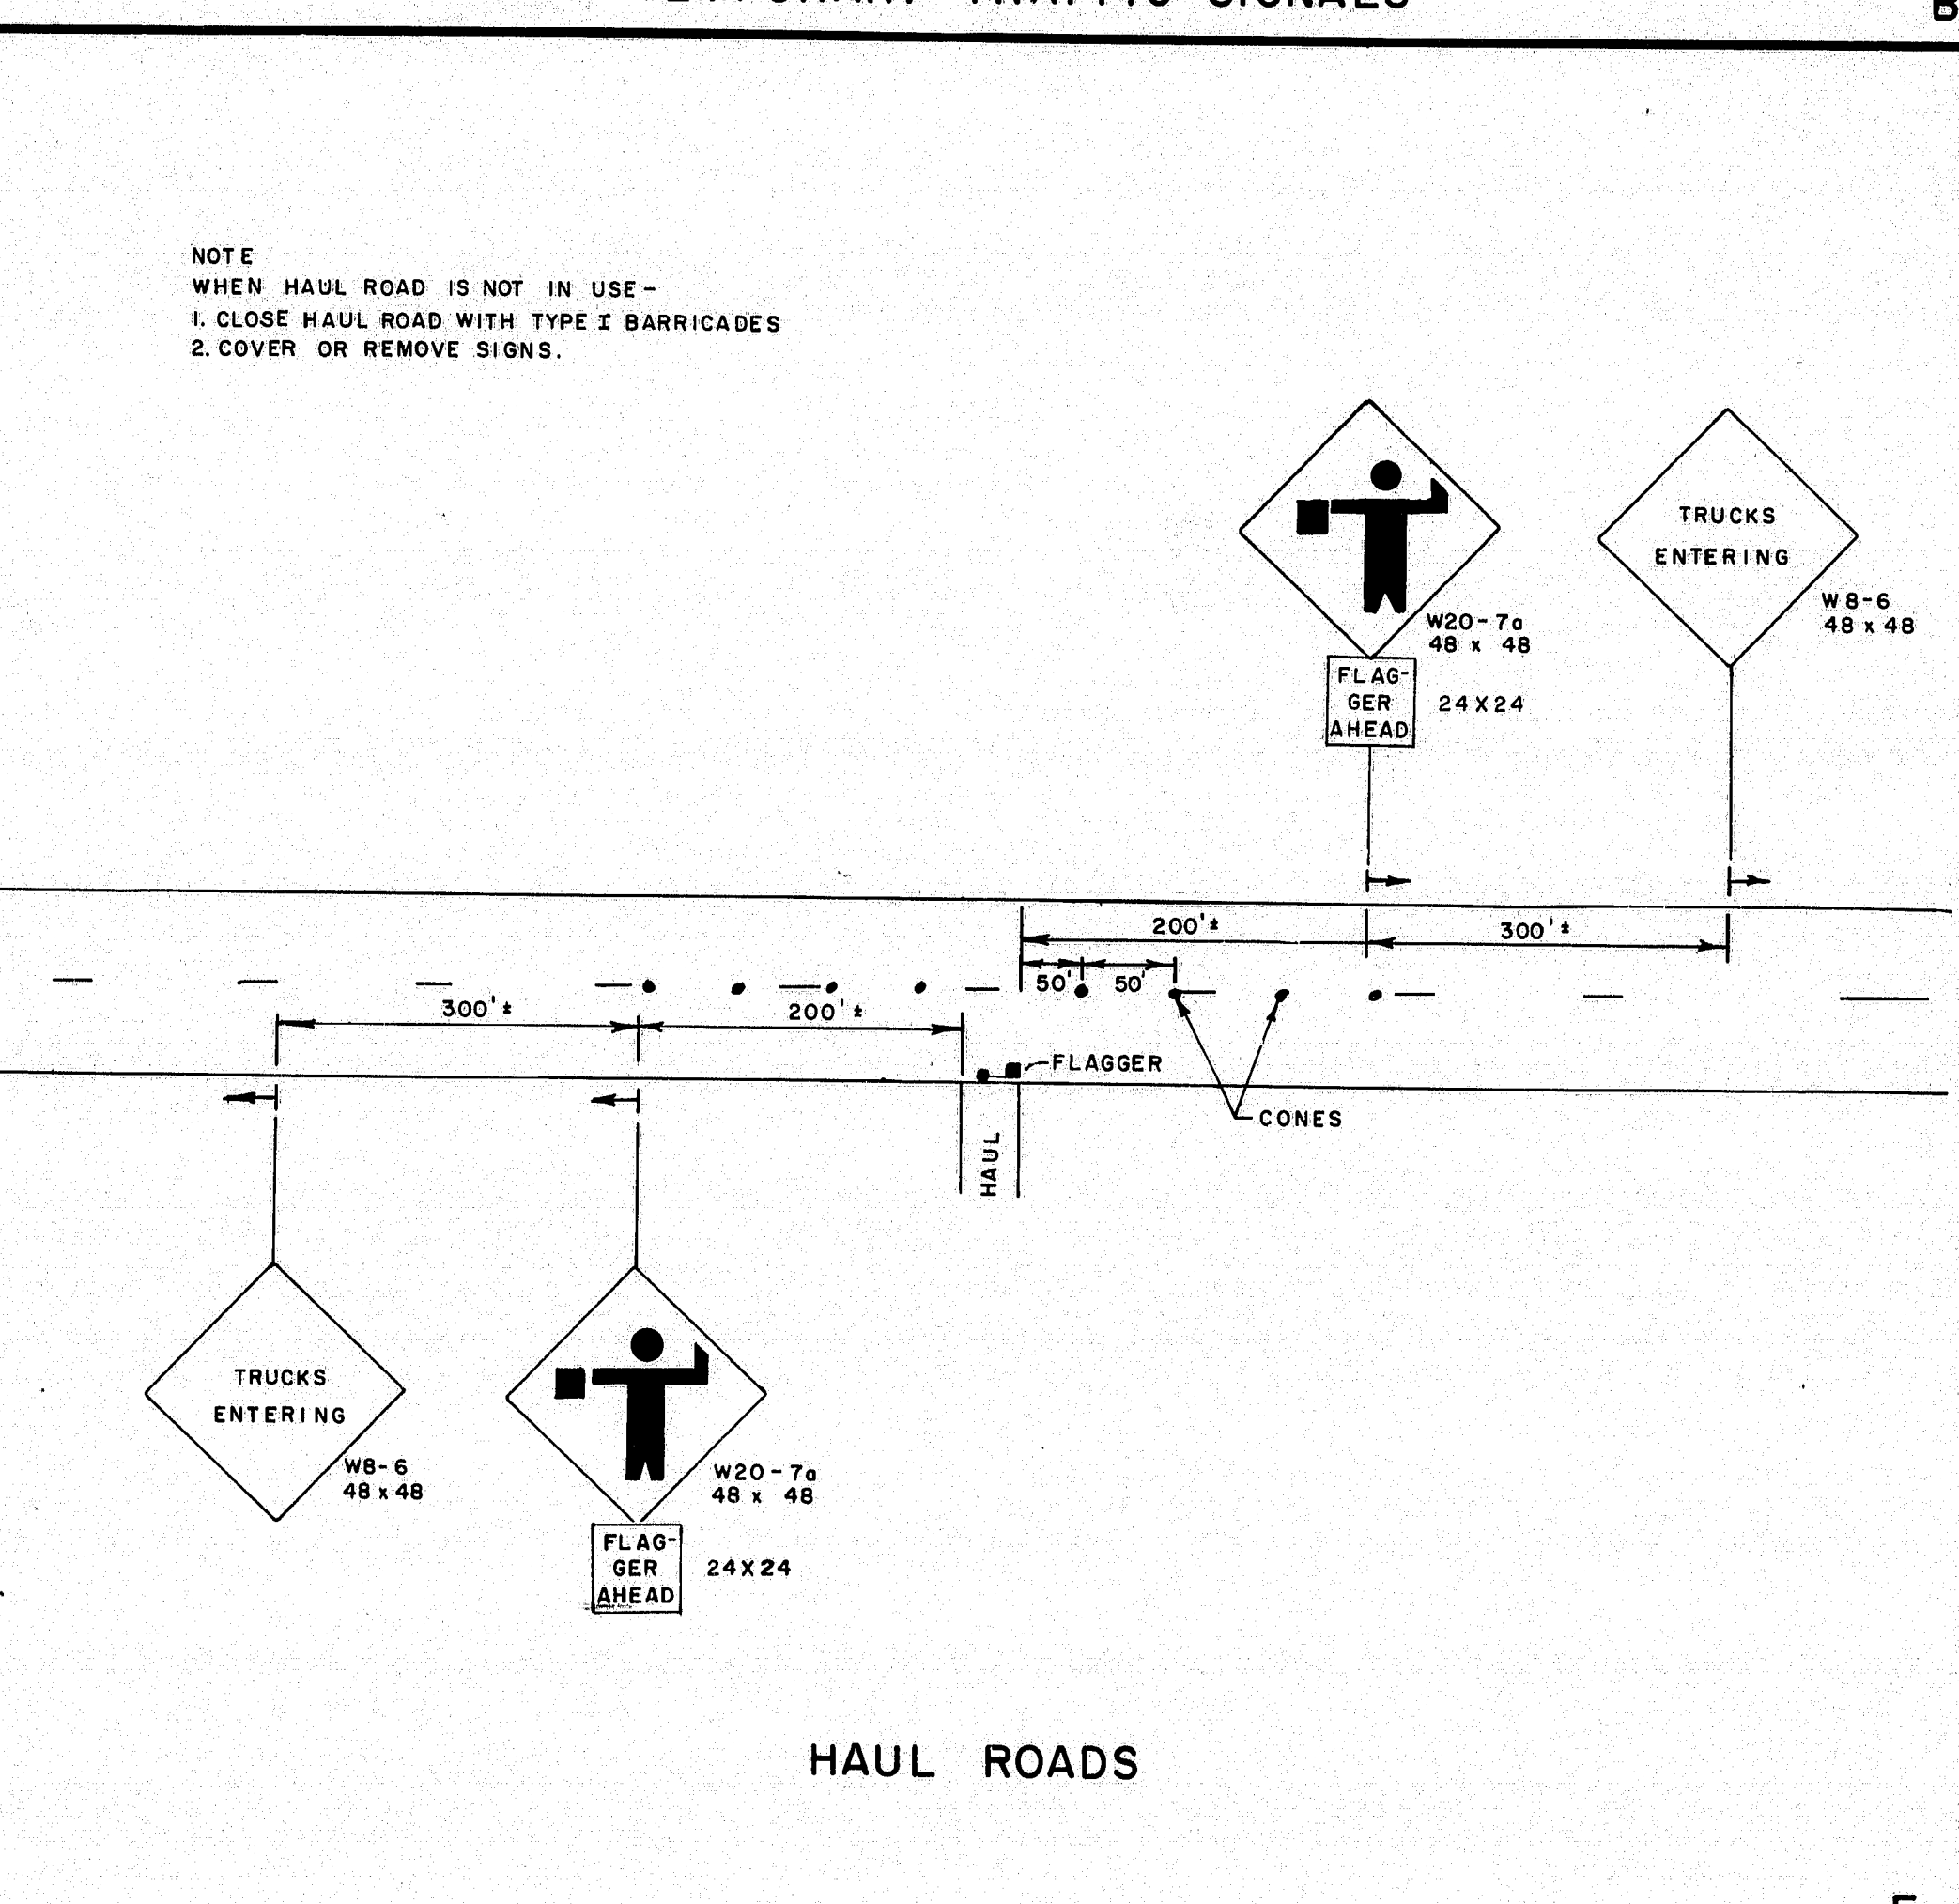 TRAFFIC SIGNALS
B
NOTE
WHEN HAUL ROAD IS NOT IN USE-
1. CLOSE HAUL ROAD WITH TYPE I BARRICADES
2. COVER OR REMOVE SIGNS.
TRUCKS
ENTERING
W8-6
48 x 48
W20-7a
48 x 48
FLAG-
GER
AHEAD
24X24
200'±
300'±
50'
50'
300'±
200'±
FLAGGER
CONES
HAUL
TRUCKS
ENTERING
W8-6
48 x 48
W20-7a
48 x 48
FLAG-
GER
AHEAD
24X24
HAUL ROADS